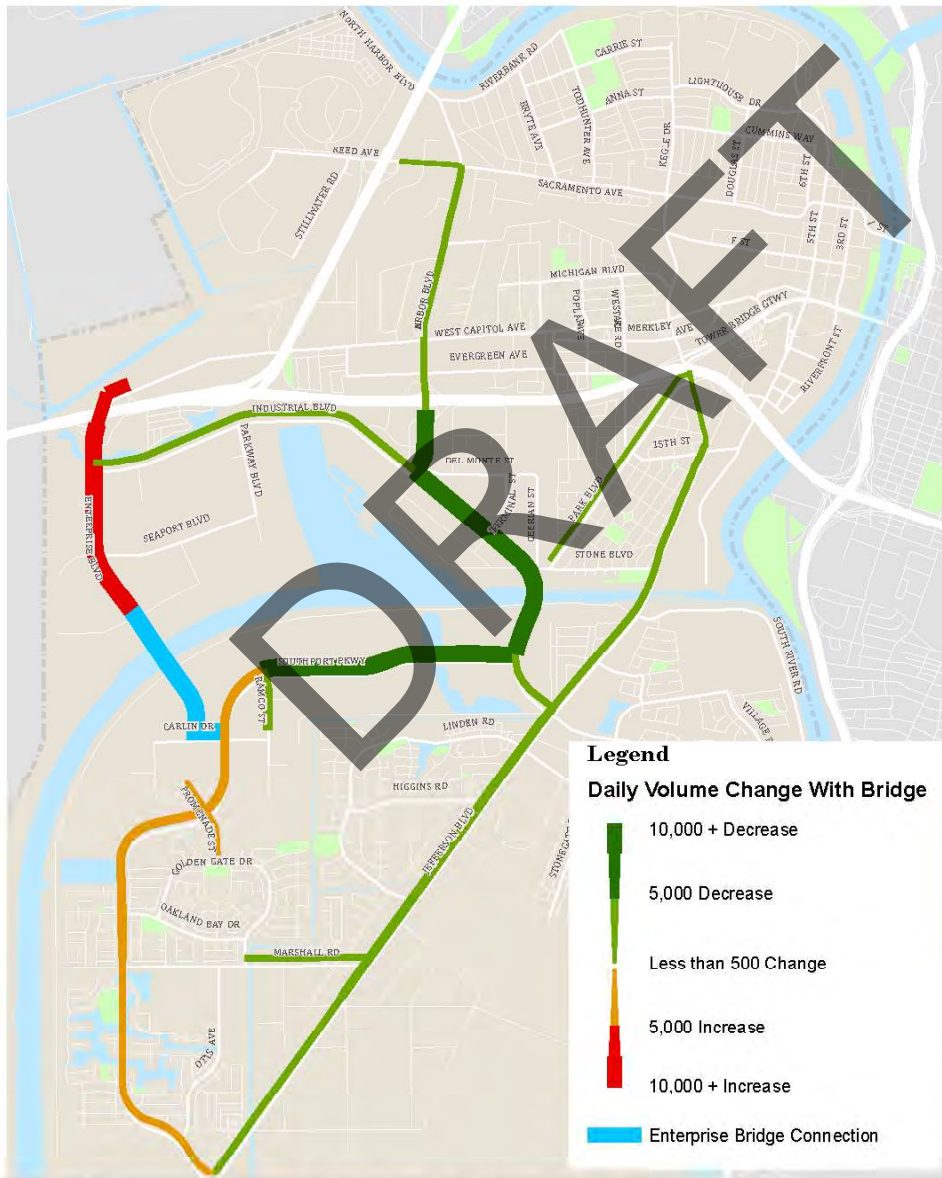 NORTH HARBOR BLVD
RIVERBANK RD
CARRIE ST
TODHUNTER AVE
ANNA ST
LIGHTHOUSE DR
BRYTE AVE
KEGLE DR
CUMMINS WAY
REED AVE
STILLWATER RD
SACRAMENTO AVE
DOUGLAS ST
6TH ST
5TH ST
3RD ST
I ST
F ST
MICHIGAN BLVD
WEST CAPITOL AVE
MERKLEY AVE
TOWER BRIDGE GTWY
EVERGREEN AVE
RIVERFRONT ST
INDUSTRIAL BLVD
PARKWAY BLVD
15TH ST
DEL MONTE ST
TERMINAL ST
PARK BLVD
ENTERPRISE BLVD
SEAPORT BLVD
STONE BLVD
SOUTH RIVER RD
SOUTHPORT PKWY
RAMCO ST
CARLIN DR
LINDEN RD
VILLAGE
HIGGINS RD
PROMENADE ST
JEFFERSON BLVD
GOLDEN GATE DR
OAKLAND BAY DR
MARSHALL RD
OTIS AVE
DRAFT
Legend
Daily Volume Change With Bridge
10,000 + Decrease
5,000 Decrease
Less than 500 Change
5,000 Increase
10,000 + Increase
Enterprise Bridge Connection